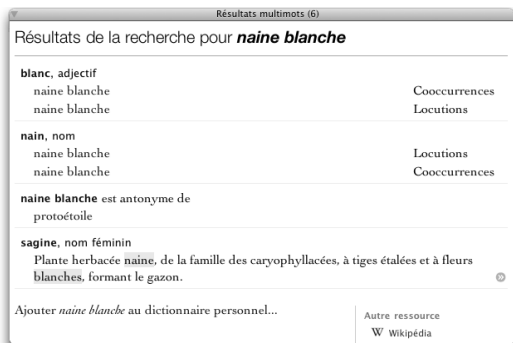 Résultats multimots (6)
Résultats de la recherche pour naine blanche
blanc, adjectif
naine blanche Cooccurrences
naine blanche Locutions
nain, nom
naine blanche Locutions
naine blanche Cooccurrences
naine blanche est antonyme de
protoétoile
sagine, nom féminin
Plante herbacée naine, de la famille des caryophyllacées, à tiges étalées et à fleurs
blanches, formant le gazon.
Ajouter naine blanche au dictionnaire personnel...
Autre ressource
W Wikipédia